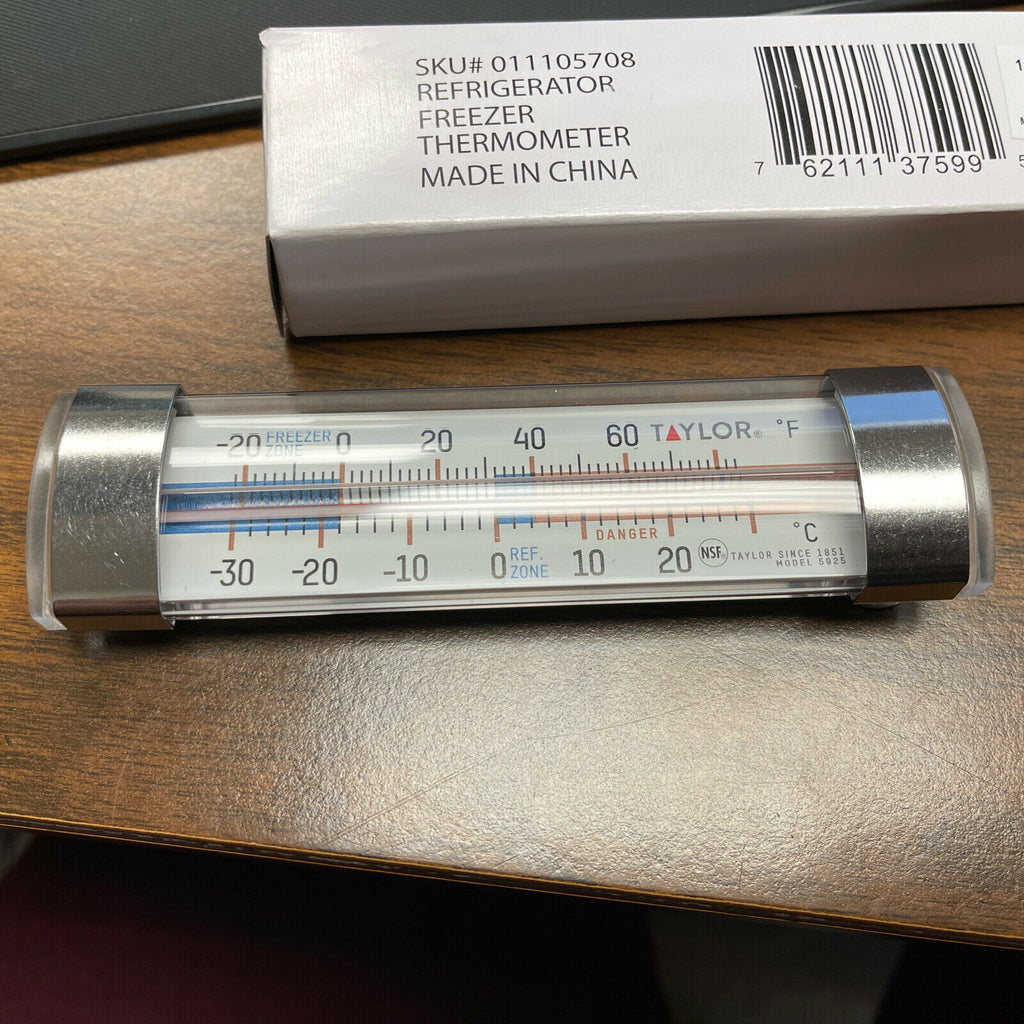 SKU# 011105708
REFRIGERATOR
FREEZER
THERMOMETER
MADE IN CHINA
7 62111 37599
-20 FREEZER ZONE 0 20 40 60 TAYLOR® °F
DANGER °C
-30 -20 -10 0 REF. ZONE 10 20 NSF® TAYLOR SINCE 1851
MODEL 5925